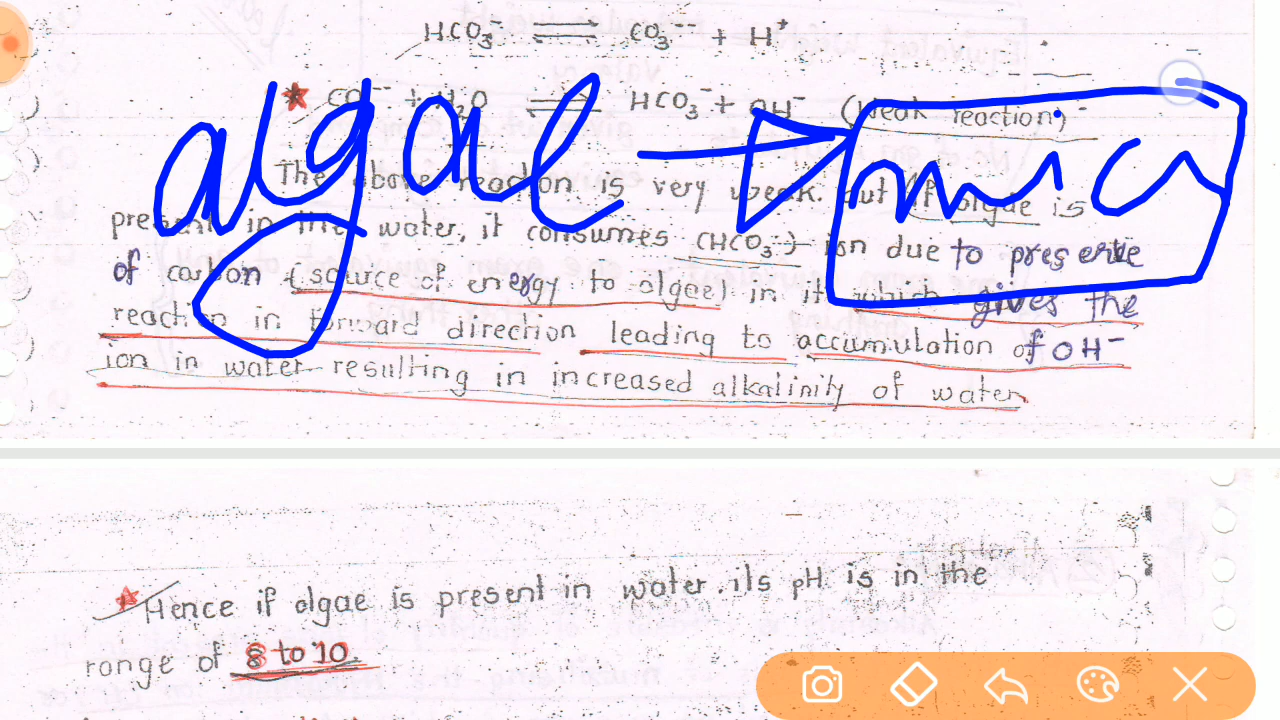 HCO₃⁻ ⇌ CO₃⁻⁻ + H⁺
CO₃⁻⁻ + H₂O ⇌ HCO₃⁻ + OH⁻ (Weak reaction)
algae →
The above reaction is very weak. but if algae is
present in the water, it consumes (HCO₃⁻) ion due to presence
of carbon (source of energy to algae) in it which gives the
reaction in forward direction leading to accumulation of OH⁻
ion in water resulting in increased alkalinity of water
Hence if algae is present in water, its pH is in the
range of 8 to 10